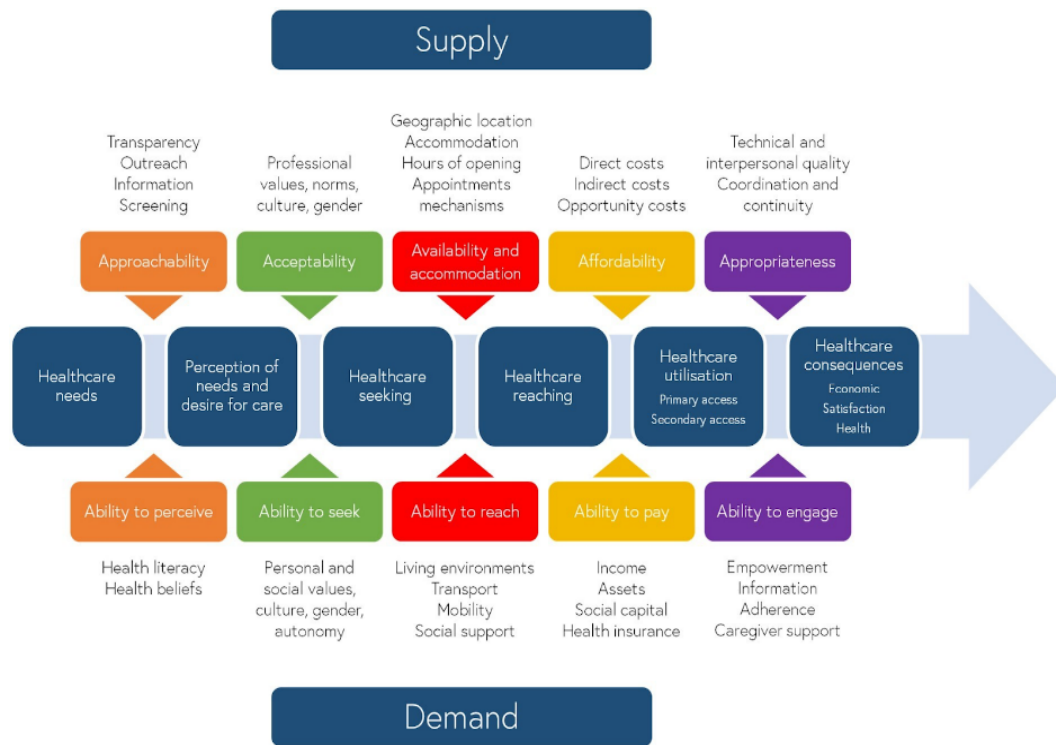 Supply
Transparency
Outreach
Information
Screening
Professional
values, norms,
culture, gender
Geographic location
Accommodation
Hours of opening
Appointments
mechanisms
Direct costs
Indirect costs
Opportunity costs
Technical and
interpersonal quality
Coordination and
continuity
Approachability
Acceptability
Availability and
accommodation
Affordability
Appropriateness
Healthcare
needs
Perception of
needs and
desire for care
Healthcare
seeking
Healthcare
reaching
Healthcare
utilisation
Primary access
Secondary access
Healthcare
consequences
Economic
Satisfaction
Health
Ability to perceive
Ability to seek
Ability to reach
Ability to pay
Ability to engage
Health literacy
Health beliefs
Personal and
social values,
culture, gender,
autonomy
Living environments
Transport
Mobility
Social support
Income
Assets
Social capital
Health insurance
Empowerment
Information
Adherence
Caregiver support
Demand